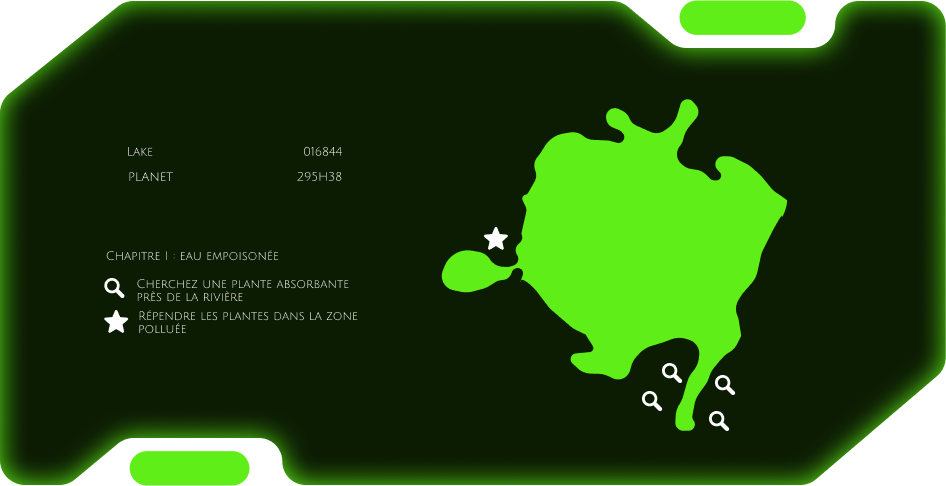 Lake 016844
PLANET 295H38
Chapitre I : eau empoisonée
Cherchez une plante absorbante
près de la rivière
Répendre les plantes dans la zone
polluée